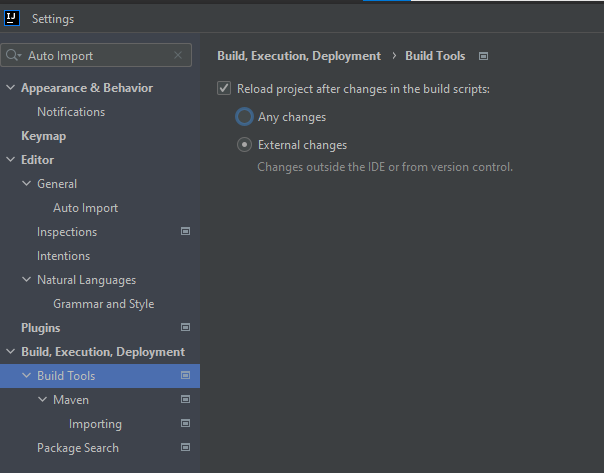 IJ
Settings
Auto Import
Appearance & Behavior
Notifications
Keymap
Editor
General
Auto Import
Inspections
Intentions
Natural Languages
Grammar and Style
Plugins
Build, Execution, Deployment
Build Tools
Maven
Importing
Package Search
Build, Execution, Deployment › Build Tools
Reload project after changes in the build scripts:
Any changes
External changes
Changes outside the IDE or from version control.